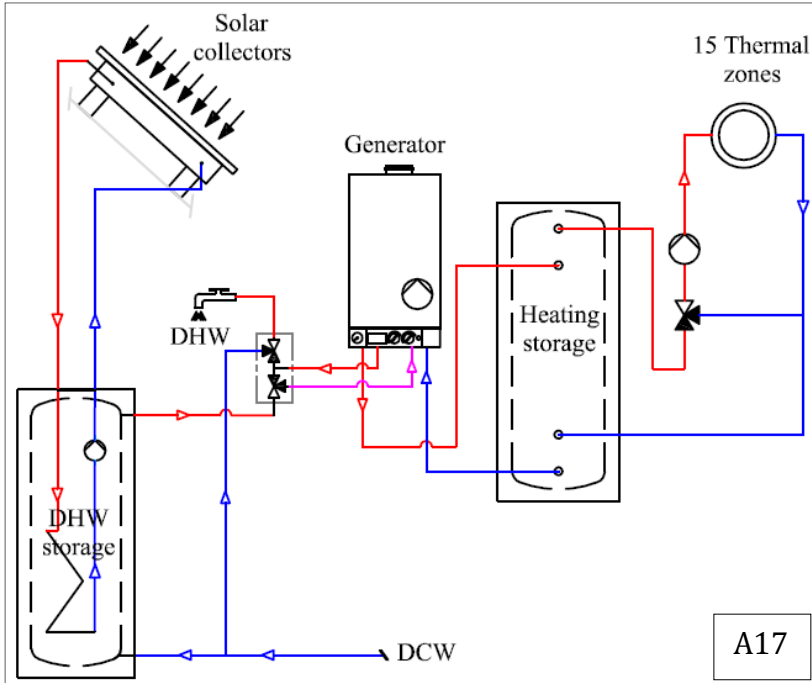 Solar
collectors
15 Thermal
zones
Generator
DHW
Heating
storage
DHW
storage
DCW
A17